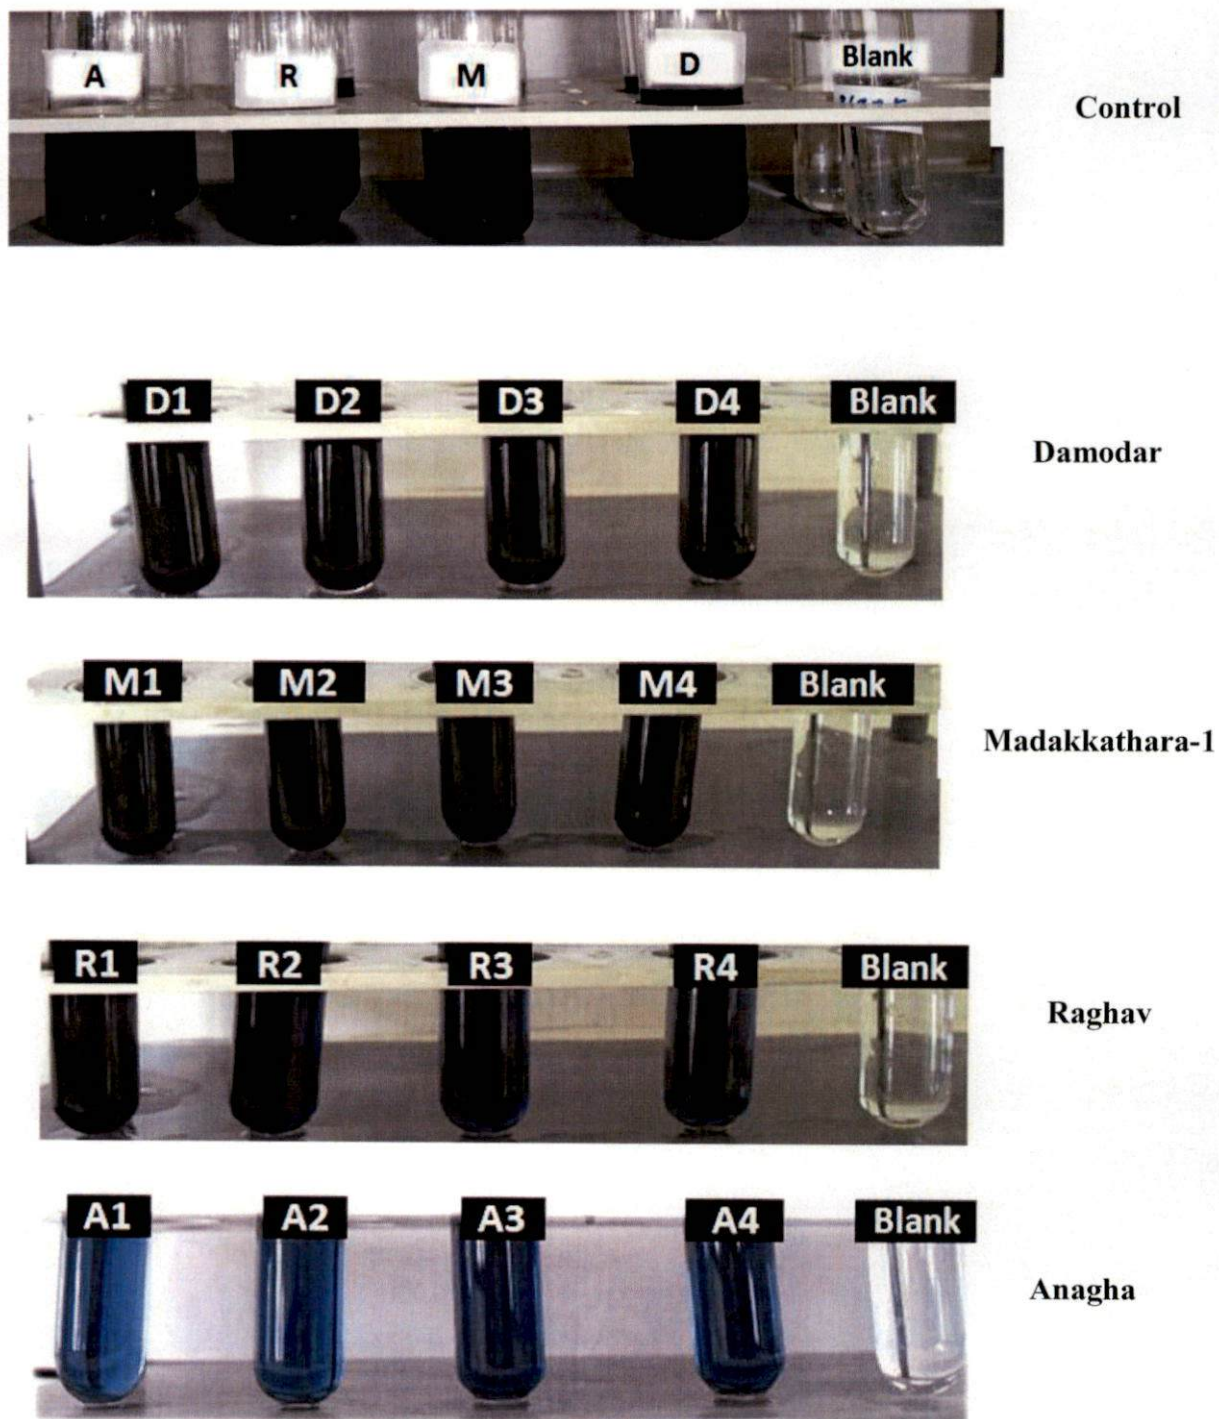 A R M D Blank
Control
D1 D2 D3 D4 Blank
Damodar
M1 M2 M3 M4 Blank
Madakkathara-1
R1 R2 R3 R4 Blank
Raghav
A1 A2 A3 A4 Blank
Anagha